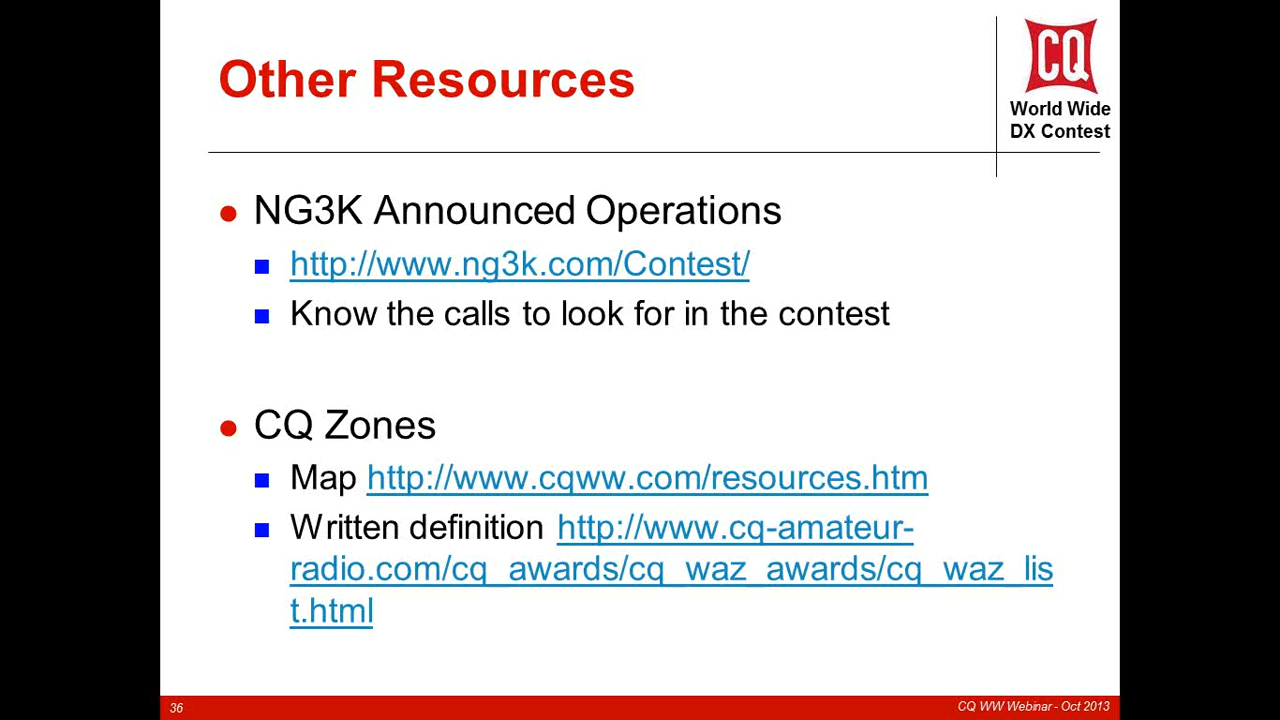 Other Resources
CQ
World Wide
DX Contest
NG3K Announced Operations
http://www.ng3k.com/Contest/
Know the calls to look for in the contest
CQ Zones
Map http://www.cqww.com/resources.htm
Written definition http://www.cq-amateur-
radio.com/cq_awards/cq_waz_awards/cq_waz_lis
t.html
36
CQ WW Webinar - Oct 2013